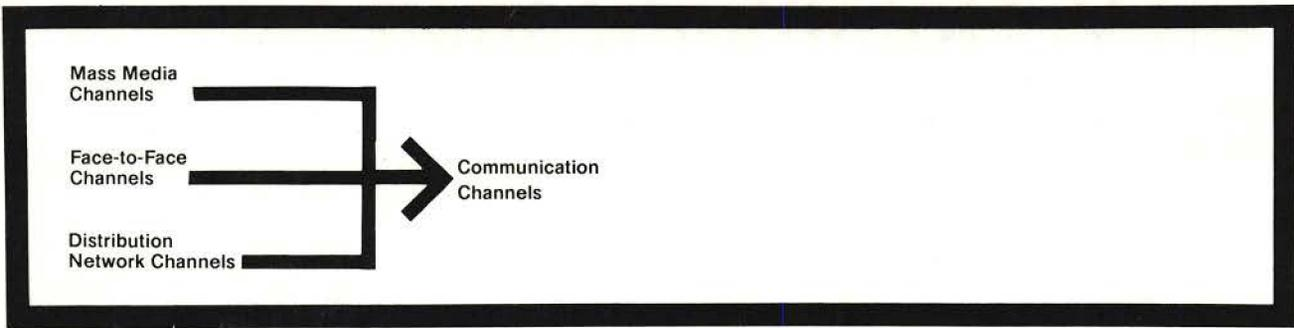 Mass Media
Channels
Face-to-Face
Channels
Communication
Channels
Distribution
Network Channels